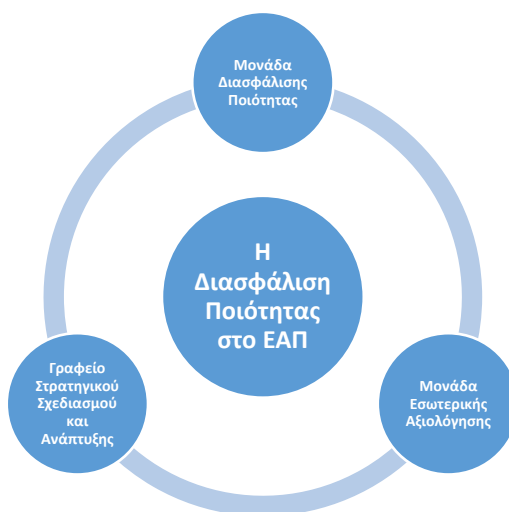 Μονάδα
Διασφάλισης
Ποιότητας
Η
Διασφάλιση
Ποιότητας
στο ΕΑΠ
Γραφείο
Στρατηγικού
Σχεδιασμού
και
Ανάπτυξης
Μονάδα
Εσωτερικής
Αξιολόγησης